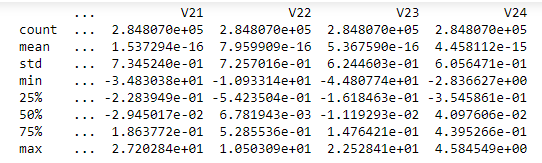 ... V21 V22 V23 V24
count ... 2.848070e+05 2.848070e+05 2.848070e+05 2.848070e+05
mean ... 1.537294e-16 7.959909e-16 5.367590e-16 4.458112e-15
std ... 7.345240e-01 7.257016e-01 6.244603e-01 6.056471e-01
min ... -3.483038e+01 -1.093314e+01 -4.480774e+01 -2.836627e+00
25% ... -2.283949e-01 -5.423504e-01 -1.618463e-01 -3.545861e-01
50% ... -2.945017e-02 6.781943e-03 -1.119293e-02 4.097606e-02
75% ... 1.863772e-01 5.285536e-01 1.476421e-01 4.395266e-01
max ... 2.720284e+01 1.050309e+01 2.252841e+01 4.584549e+00